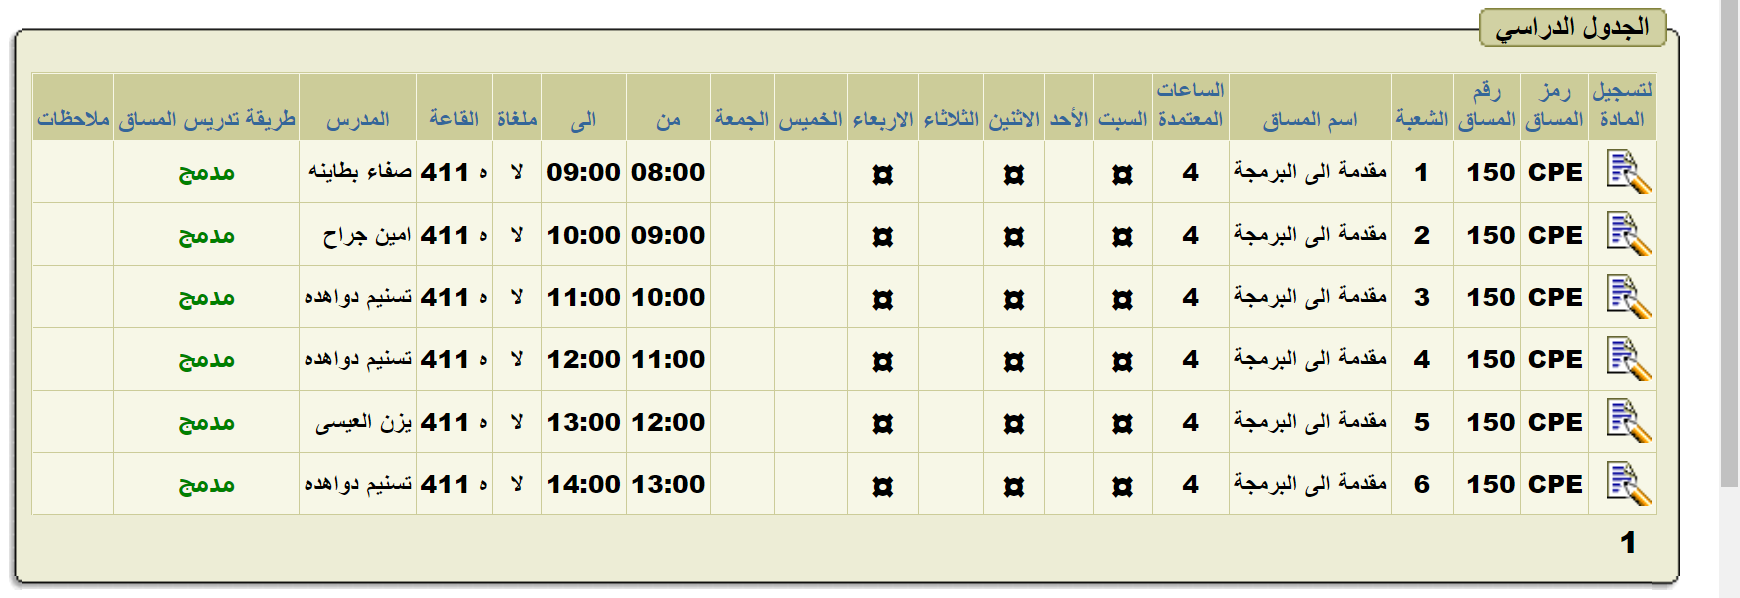 الجدول الدراسي
لتسجيل المادة رمز المساق رقم المساق الشعبة اسم المساق الساعات المعتمدة السبت الأحد الاثنين الثلاثاء الاربعاء الخميس الجمعة من الى ملغاة القاعة المدرس طريقة تدريس المساق ملاحظات
CPE 150 1 مقدمة الى البرمجة 4 ¤ ¤ ¤ 08:00 09:00 لا ه 411 صفاء بطاينه مدمج
CPE 150 2 مقدمة الى البرمجة 4 ¤ ¤ ¤ 09:00 10:00 لا ه 411 امين جراح مدمج
CPE 150 3 مقدمة الى البرمجة 4 ¤ ¤ ¤ 10:00 11:00 لا ه 411 تسنيم دواهده مدمج
CPE 150 4 مقدمة الى البرمجة 4 ¤ ¤ ¤ 11:00 12:00 لا ه 411 تسنيم دواهده مدمج
CPE 150 5 مقدمة الى البرمجة 4 ¤ ¤ ¤ 12:00 13:00 لا ه 411 يزن العيسى مدمج
CPE 150 6 مقدمة الى البرمجة 4 ¤ ¤ ¤ 13:00 14:00 لا ه 411 تسنيم دواهده مدمج
1